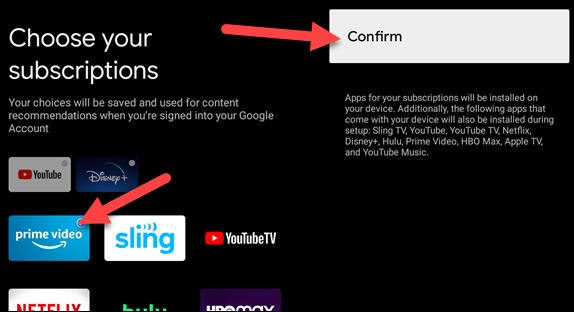 Choose your
subscriptions
Your choices will be saved and used for content
recommendations when you're signed into your Google
Account
YouTube
Disney+
prime video
sling
YouTubeTV
NETFLIX
hulu
HBO max
Confirm
Apps for your subscriptions will be installed on
your device. Additionally, the following apps that
come with your device will also be installed during
setup: Sling TV, YouTube, YouTube TV, Netflix,
Disney+, Hulu, Prime Video, HBO Max, Apple TV,
and YouTube Music.